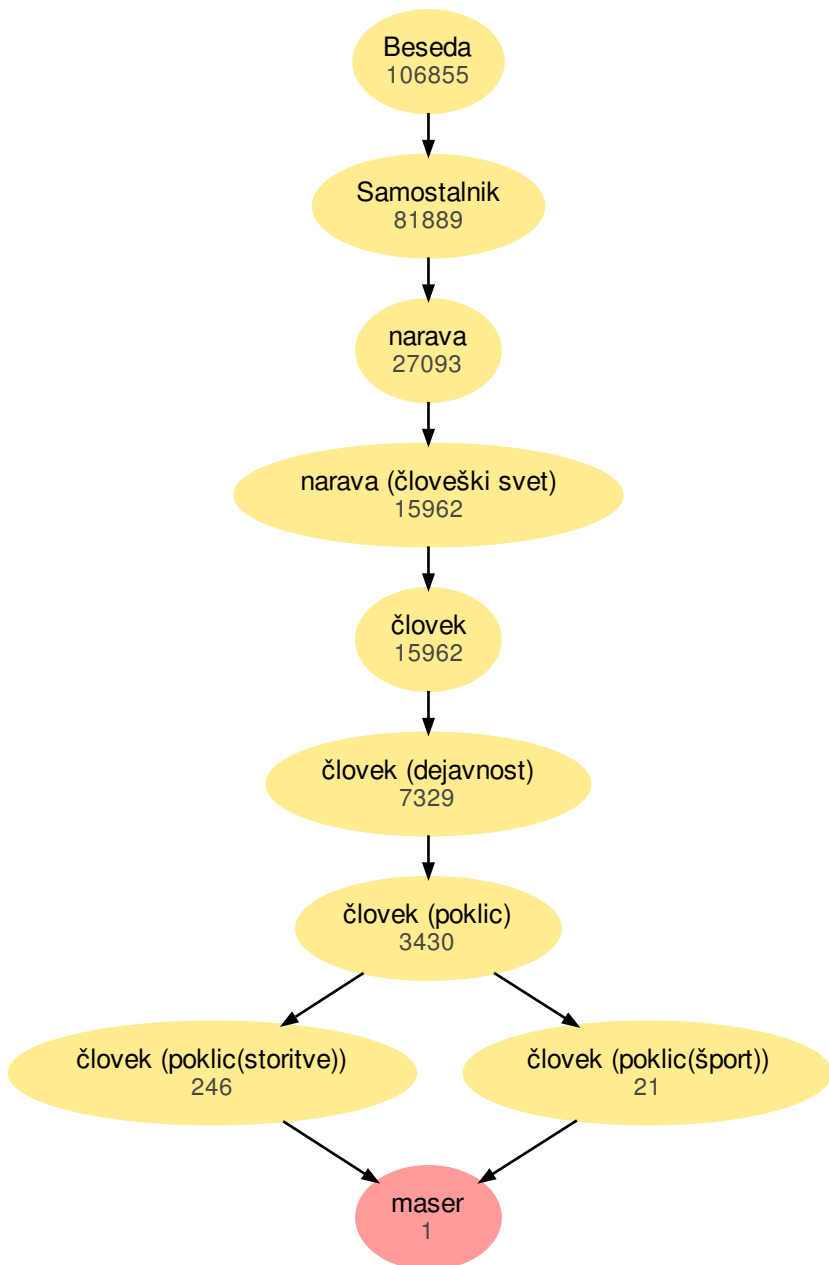 Beseda
106855
Samostalnik
81889
narava
27093
narava (človeški svet)
15962
človek
15962
človek (dejavnost)
7329
človek (poklic)
3430
človek (poklic(storitve))
246
človek (poklic(šport))
21
maser
1